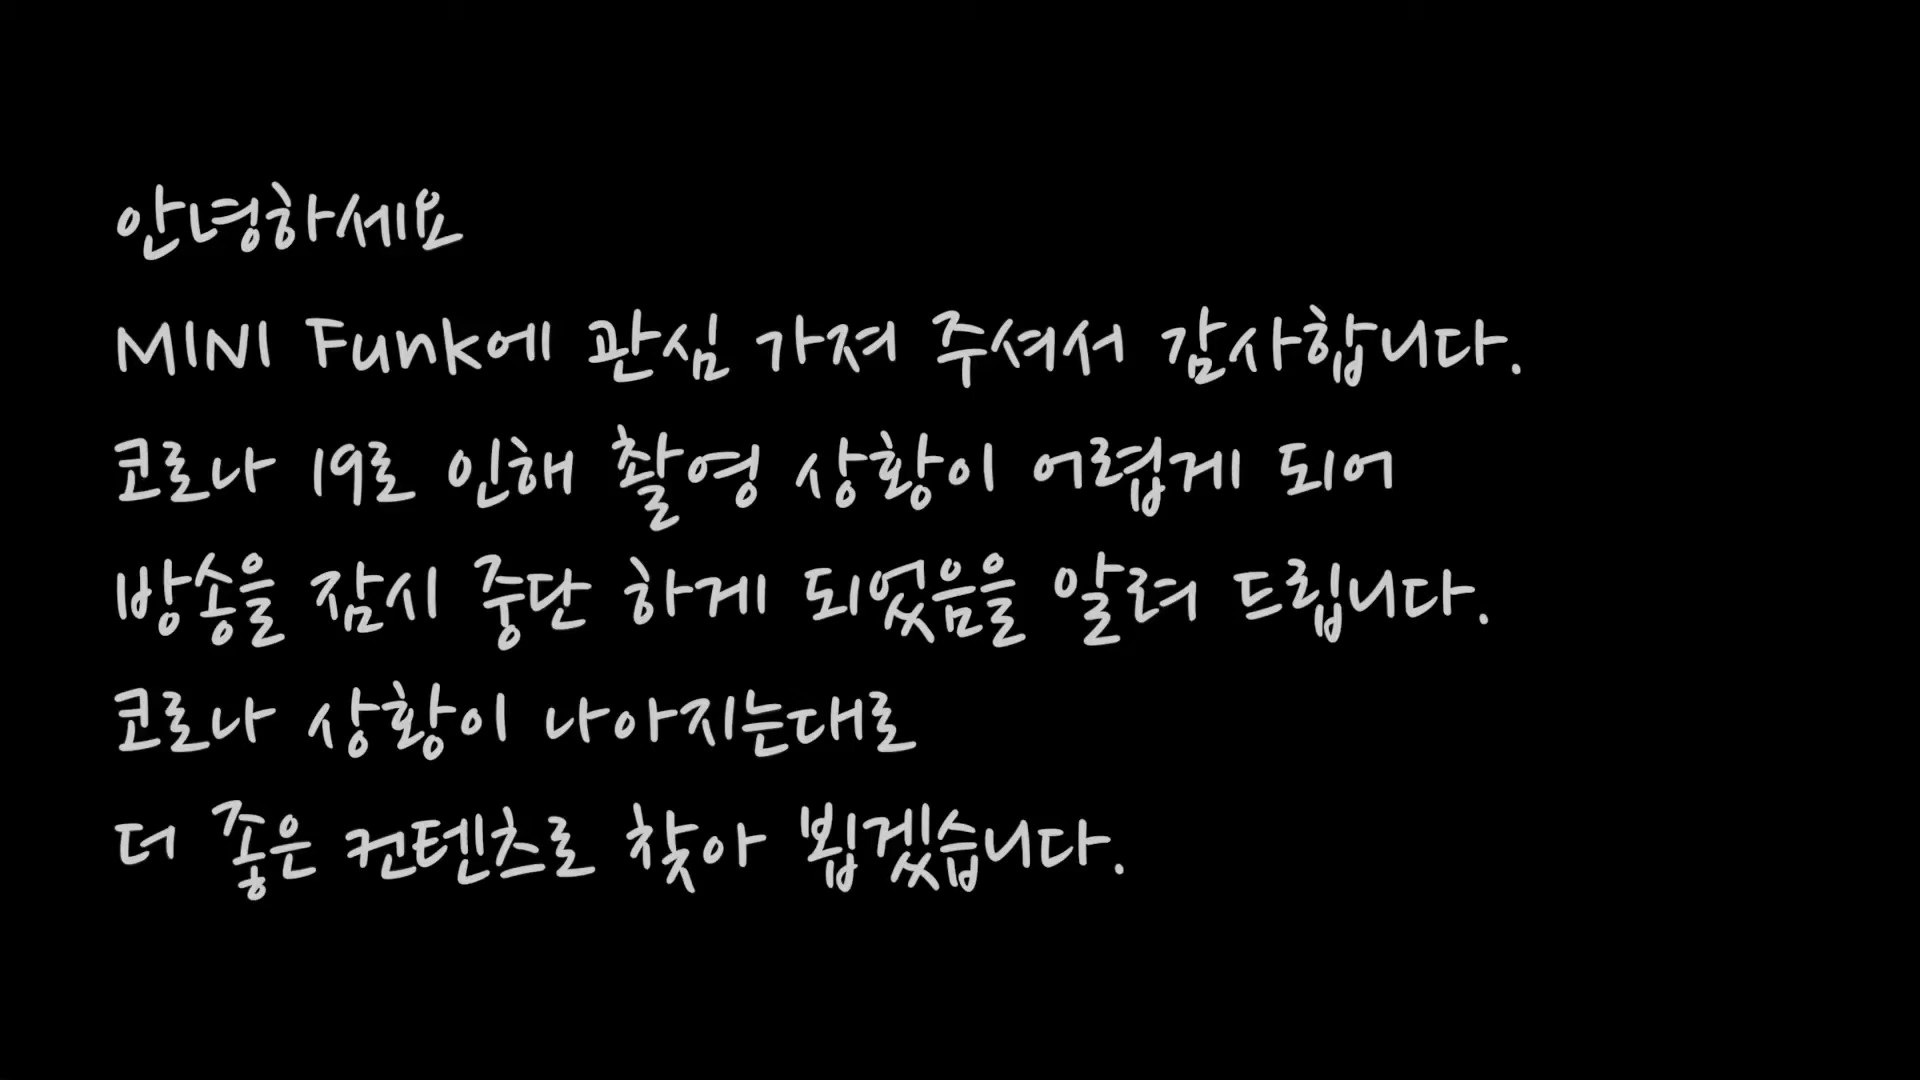 안녕하세요
MINI Funk에 관심 가져 주셔서 감사합니다.
코로나 19로 인해 촬영 상황이 어렵게 되어
방송을 잠시 중단 하게 되었음을 알려 드립니다.
코로나 상황이 나아지는대로
더 좋은 컨텐츠로 찾아 뵙겠습니다.